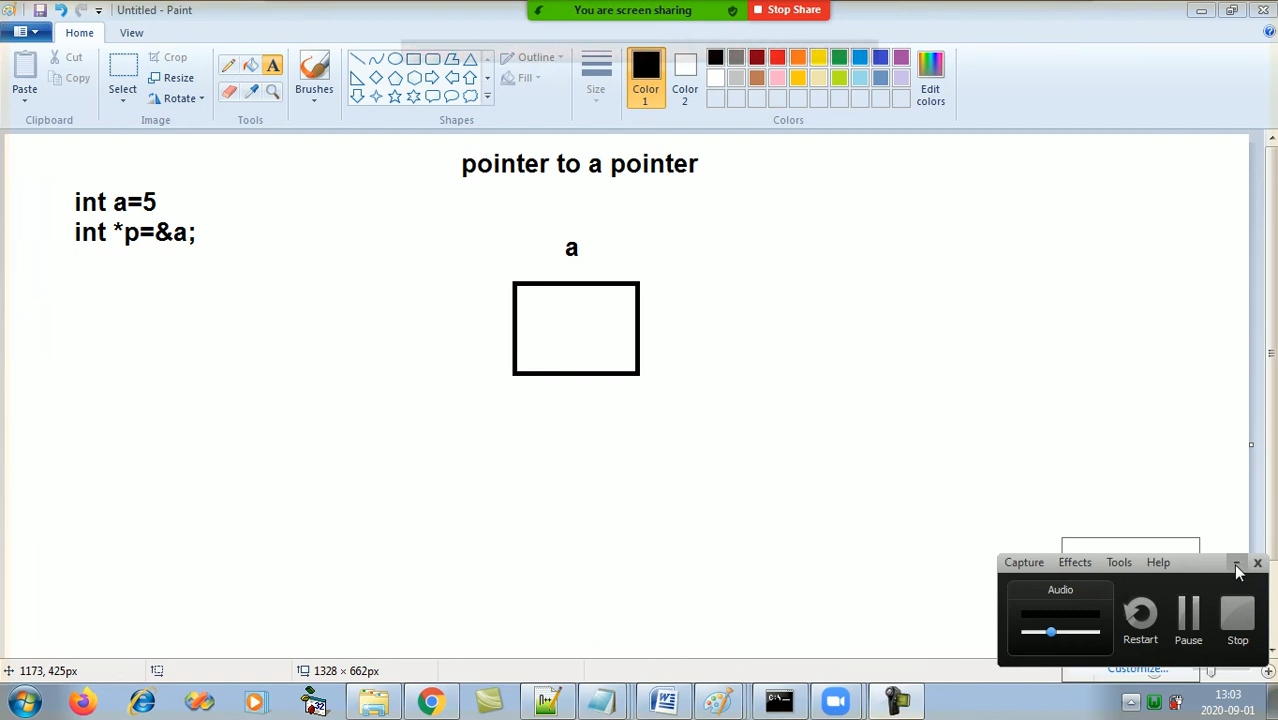 Untitled - Paint
You are screen sharing
Stop Share
Home
View
Paste
Cut
Copy
Clipboard
Select
Crop
Resize
Rotate
Image
A
Tools
Brushes
Outline
Fill
Shapes
Size
Color
1
Color
2
Edit
colors
Colors
pointer to a pointer
int a=5
int *p=&a;
a
Capture
Effects
Tools
Help
X
Audio
Restart
Pause
Stop
Customize...
1173, 425px
1328 × 662px
13:03
2020-09-01